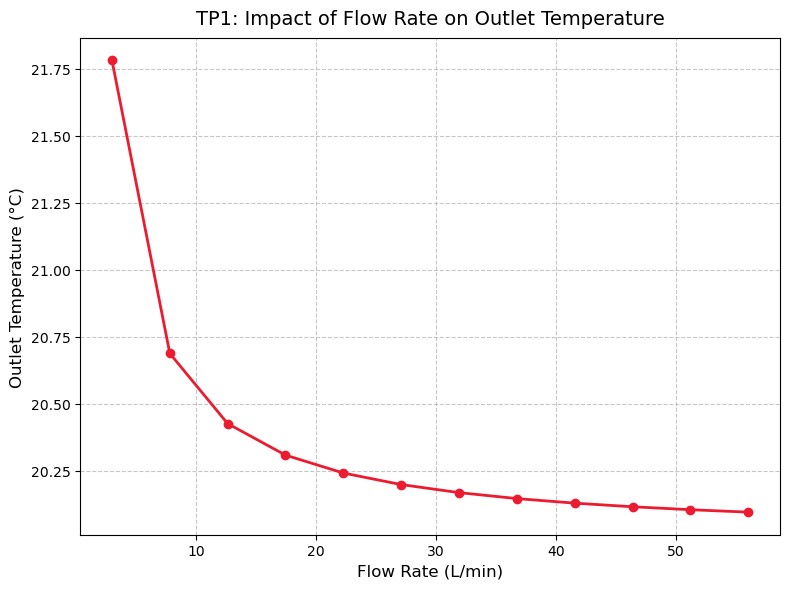 TP1: Impact of Flow Rate on Outlet Temperature
Outlet Temperature (°C)
21.75
21.50
21.25
21.00
20.75
20.50
20.25
10 20 30 40 50
Flow Rate (L/min)